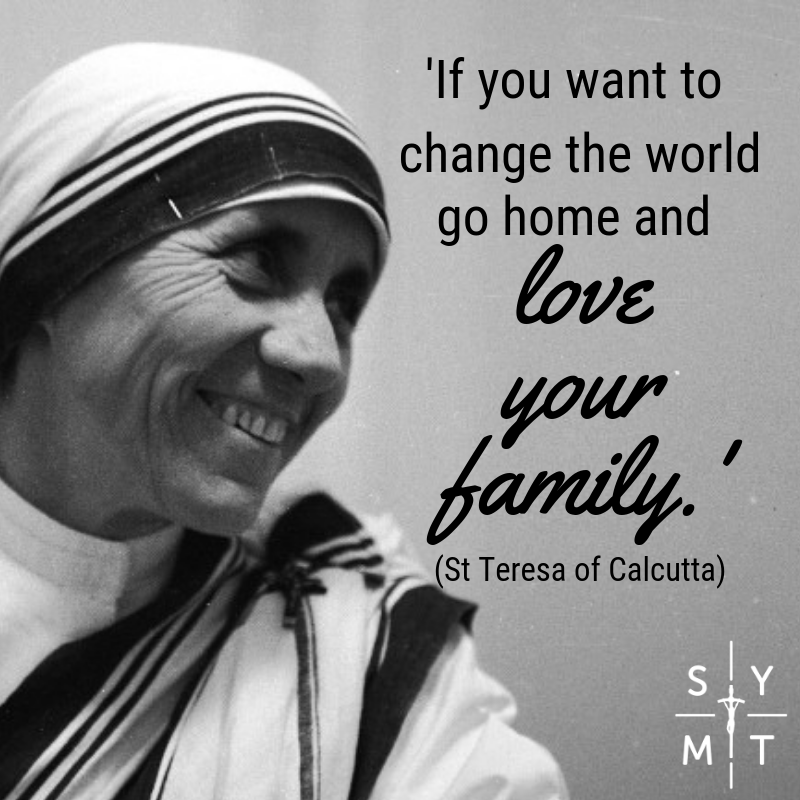 'If you want to
change the world
go home and
love
your
family.'
(St Teresa of Calcutta)
S Y
M T